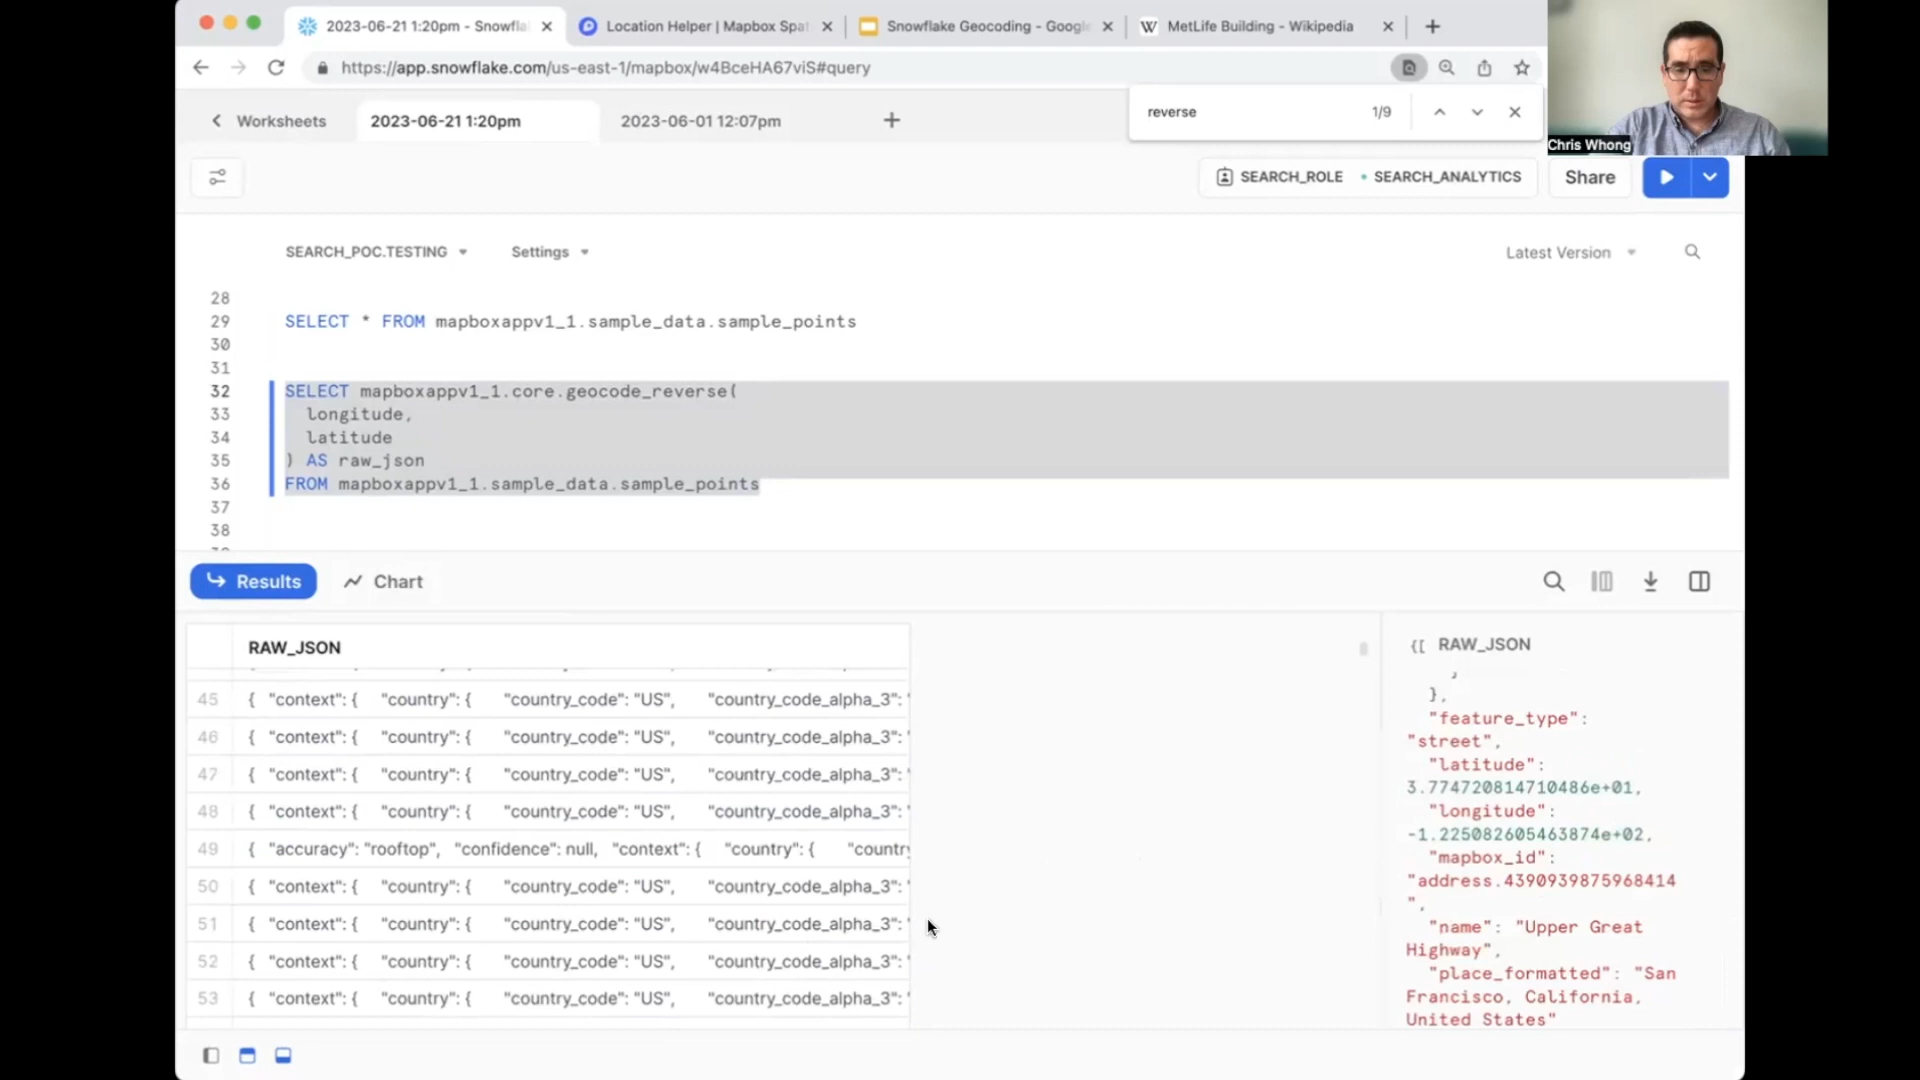 2023-06-21 1:20pm - Snowfla
Location Helper | Mapbox Spa
Snowflake Geocoding - Google
MetLife Building - Wikipedia
https://app.snowflake.com/us-east-1/mapbox/w4BceHA67viS#query
reverse 1/9
Chris Whong
Worksheets
2023-06-21 1:20pm
2023-06-01 12:07pm
SEARCH_ROLE • SEARCH_ANALYTICS
Share
SEARCH_POC.TESTING
Settings
Latest Version
28
29 SELECT * FROM mapboxappv1_1.sample_data.sample_points
30
31
32 SELECT mapboxappv1_1.core.geocode_reverse(
33 longitude,
34 latitude
35 ) AS raw_json
36 FROM mapboxappv1_1.sample_data.sample_points
37
38
Results
Chart
RAW_JSON
45 { "context": { "country": { "country_code": "US", "country_code_alpha_3": "
46 { "context": { "country": { "country_code": "US", "country_code_alpha_3": "
47 { "context": { "country": { "country_code": "US", "country_code_alpha_3": "
48 { "context": { "country": { "country_code": "US", "country_code_alpha_3": "
49 { "accuracy": "rooftop", "confidence": null, "context": { "country": { "country
50 { "context": { "country": { "country_code": "US", "country_code_alpha_3": "
51 { "context": { "country": { "country_code": "US", "country_code_alpha_3": "
52 { "context": { "country": { "country_code": "US", "country_code_alpha_3": "
53 { "context": { "country": { "country_code": "US", "country_code_alpha_3": "
{[ RAW_JSON
},
"feature_type":
"street",
"latitude":
3.774720814710486e+01,
"longitude":
-1.225082605463874e+02,
"mapbox_id":
"address.4390939875968414
",
"name": "Upper Great
Highway",
"place_formatted": "San
Francisco, California,
United States"